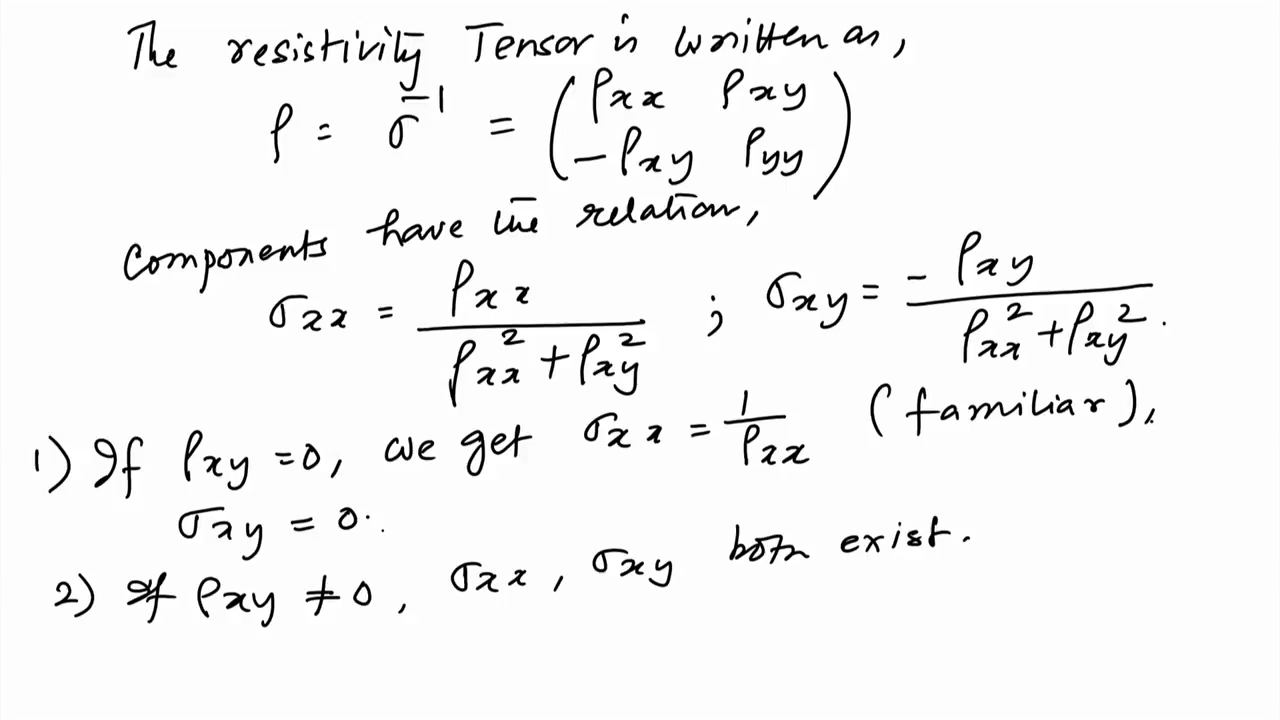 The resistivity Tensor is written as,
ρ = σ⁻¹ = ( ρxx ρxy
-ρxy ρyy )
Components have the relation,
σxx = ρxx / (ρxx² + ρxy²) ; σxy = -ρxy / (ρxx² + ρxy²).
1) If ρxy = 0, we get σxx = 1/ρxx (familiar),
σxy = 0.
2) If ρxy ≠ 0, σxx, σxy both exist.